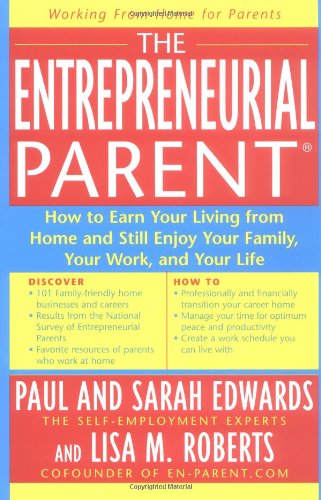 Copyrighted Material
Working From Home for Parents
THE
ENTREPRENEURIAL
PARENT®
How to Earn Your Living from
Home and Still Enjoy Your Family,
Your Work, and Your Life
DISCOVER
• 101 Family-friendly home
businesses and careers
• Results from the National
Survey of Entrepreneurial
Parents
• Favorite resources of parents
who work at home
HOW TO
• Professionally and financially
transition your career home
• Manage your time for optimum
peace and productivity
• Create a work schedule you
can live with
PAUL AND SARAH EDWARDS
THE SELF-EMPLOYMENT EXPERTS
AND LISA M. ROBERTS
COFOUNDER OF EN-PARENT.COM
Copyrighted Material